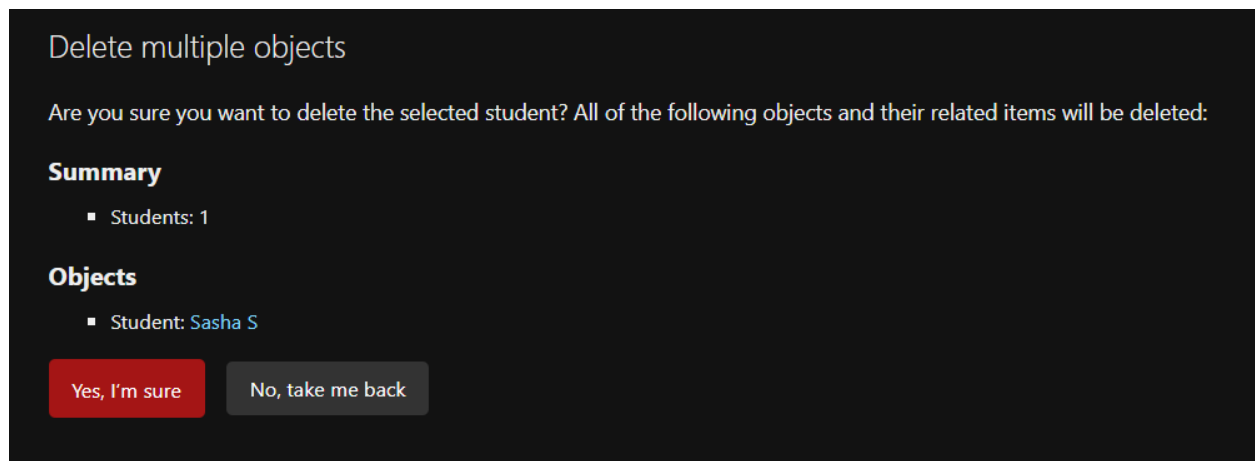 Delete multiple objects
Are you sure you want to delete the selected student? All of the following objects and their related items will be deleted:
Summary
Students: 1
Objects
Student: Sasha S
Yes, I’m sure
No, take me back